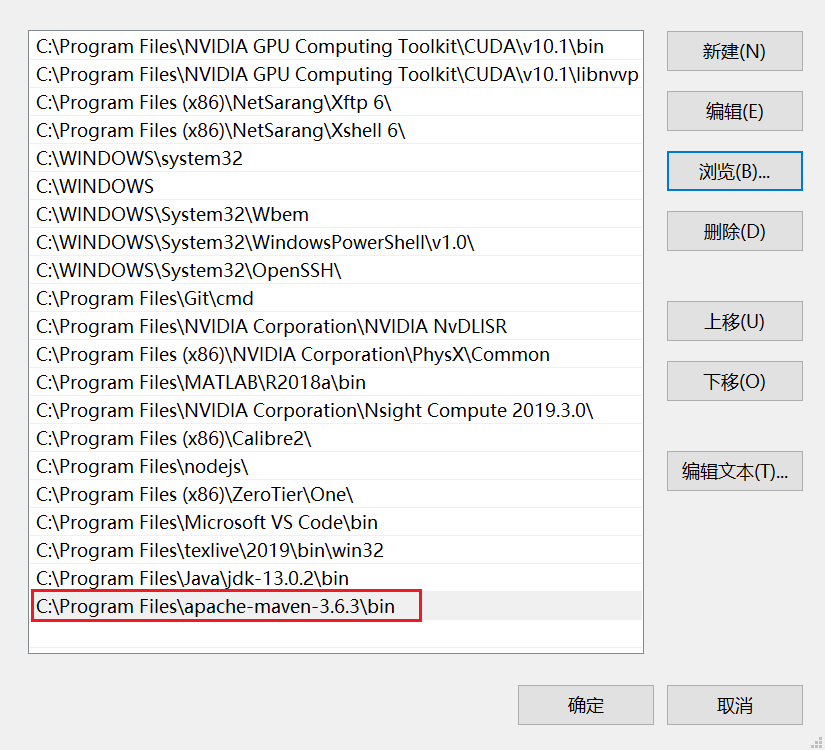 C:\Program Files\NVIDIA GPU Computing Toolkit\CUDA\v10.1\bin
C:\Program Files\NVIDIA GPU Computing Toolkit\CUDA\v10.1\libnvvp
C:\Program Files (x86)\NetSarang\Xftp 6\
C:\Program Files (x86)\NetSarang\Xshell 6\
C:\WINDOWS\system32
C:\WINDOWS
C:\WINDOWS\System32\Wbem
C:\WINDOWS\System32\WindowsPowerShell\v1.0\
C:\WINDOWS\System32\OpenSSH\
C:\Program Files\Git\cmd
C:\Program Files\NVIDIA Corporation\NVIDIA NvDLISR
C:\Program Files (x86)\NVIDIA Corporation\PhysX\Common
C:\Program Files\MATLAB\R2018a\bin
C:\Program Files\NVIDIA Corporation\Nsight Compute 2019.3.0\
C:\Program Files (x86)\Calibre2\
C:\Program Files\nodejs\
C:\Program Files (x86)\ZeroTier\One\
C:\Program Files\Microsoft VS Code\bin
C:\Program Files\texlive\2019\bin\win32
C:\Program Files\Java\jdk-13.0.2\bin
C:\Program Files\apache-maven-3.6.3\bin
新建(N)
编辑(E)
浏览(B)...
删除(D)
上移(U)
下移(O)
编辑文本(T)...
确定
取消